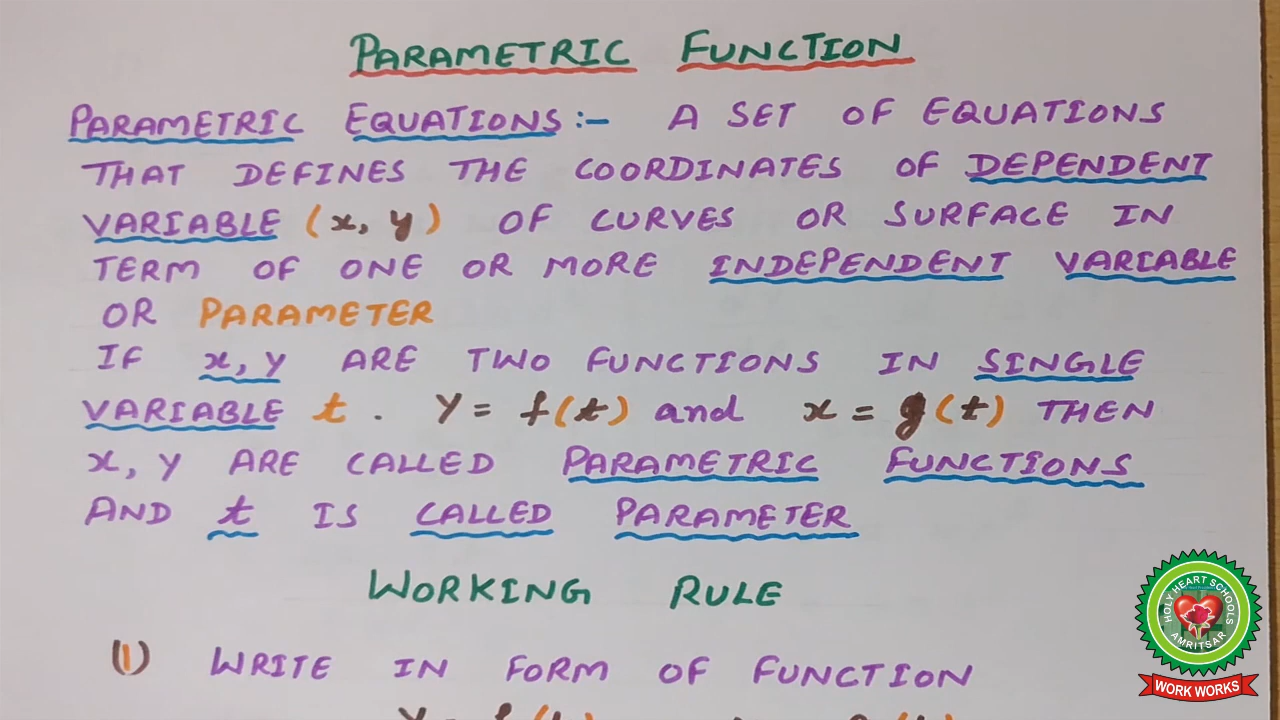 PARAMETRIC FUNCTION
PARAMETRIC EQUATIONS :- A SET OF EQUATIONS
THAT DEFINES THE COORDINATES OF DEPENDENT
VARIABLE (x, y) OF CURVES OR SURFACE IN
TERM OF ONE OR MORE INDEPENDENT VARIABLE
OR PARAMETER
IF x, y ARE TWO FUNCTIONS IN SINGLE
VARIABLE t . Y = f(t) and x = g(t) THEN
x, y ARE CALLED PARAMETRIC FUNCTIONS
AND t IS CALLED PARAMETER
WORKING RULE
(1) WRITE IN FORM OF FUNCTION
HOLY HEART SCHOOLS
AMRITSAR
WORK WORKS